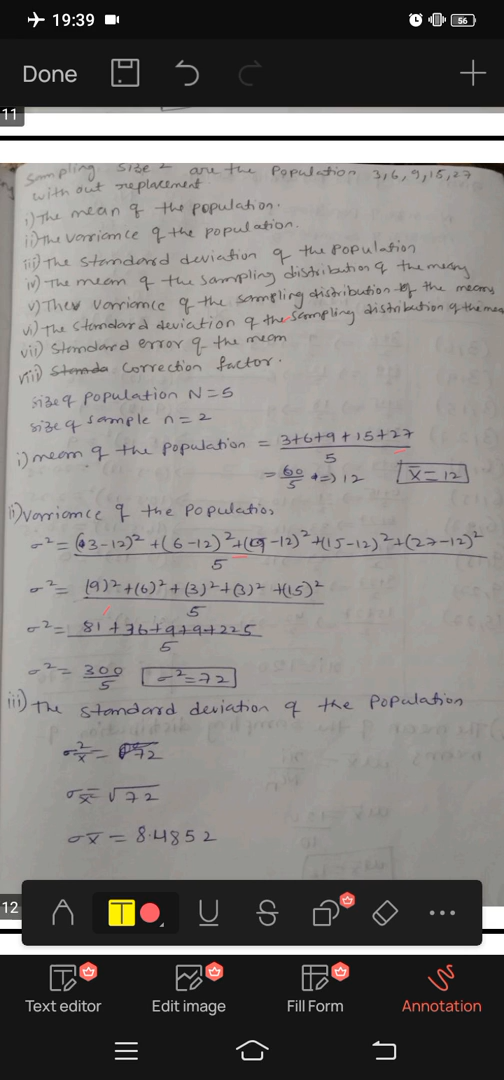 19:39
56
Done
11
Sampling size 2 are the population 3, 6, 9, 15, 27
with out replacement
i) The mean of the population.
ii) The variance of the population.
iii) The standard deviation of the population
iv) The mean of the sampling distribution of the means
v) The variance of the sampling distribution of the means
vi) The standard deviation of the sampling distribution of the mean
vii) Standard error of the mean
viii) Correction factor.
size of population N=5
size of sample n=2
i) mean of the population = 3+6+9+15+27 / 5
= 60/5 => 12 x̅=12
ii) variance of the population
σ² = (3-12)² + (6-12)² + (9-12)² + (15-12)² + (27-12)² / 5
σ² = (9)² + (6)² + (3)² + (3)² + (15)² / 5
σ² = 81+36+9+9+225 / 5
σ² = 300/5 σ²=72
iii) The standard deviation of the population
σ²x̅ = √72
σx̅ = √72
σx̅ = 8.4852
12
T
U
S
Text editor Edit image Fill Form Annotation